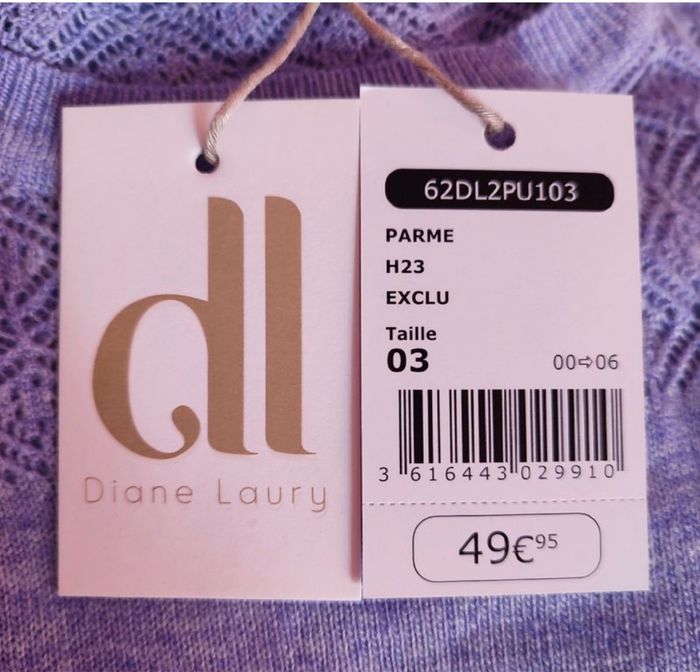 dl
Diane Laury
62DL2PU103
PARME
H23
EXCLU
Taille
03
00⇨06
3 616443 029910
49€95